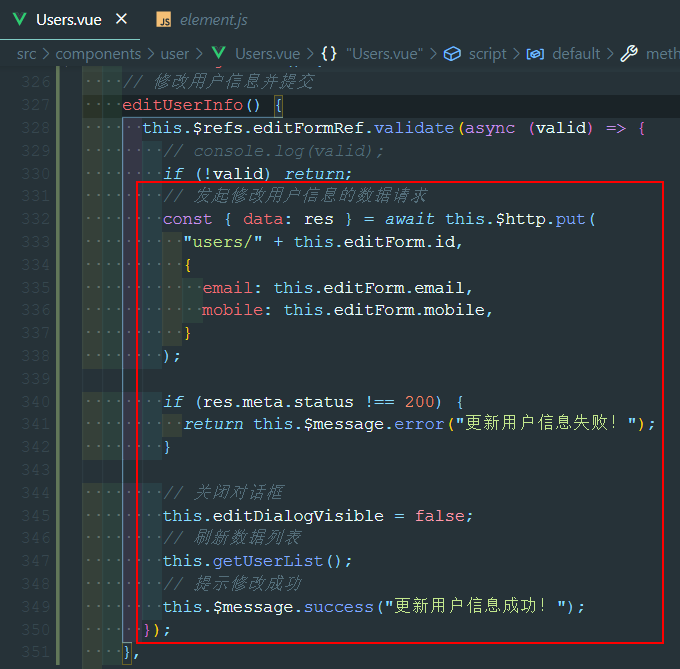 Users.vue × JS element.js
src > components > user > Users.vue > {} "Users.vue" > script > default > meth
326 // 修改用户信息并提交
327 editUserInfo() {
328 this.$refs.editFormRef.validate(async (valid) => {
329 // console.log(valid);
330 if (!valid) return;
331 // 发起修改用户信息的数据请求
332 const { data: res } = await this.$http.put(
333 "users/" + this.editForm.id,
334 {
335 email: this.editForm.email,
336 mobile: this.editForm.mobile,
337 }
338 );
339
340 if (res.meta.status !== 200) {
341 return this.$message.error("更新用户信息失败！");
342 }
343
344 // 关闭对话框
345 this.editDialogVisible = false;
346 // 刷新数据列表
347 this.getUserList();
348 // 提示修改成功
349 this.$message.success("更新用户信息成功！");
350 });
351 },